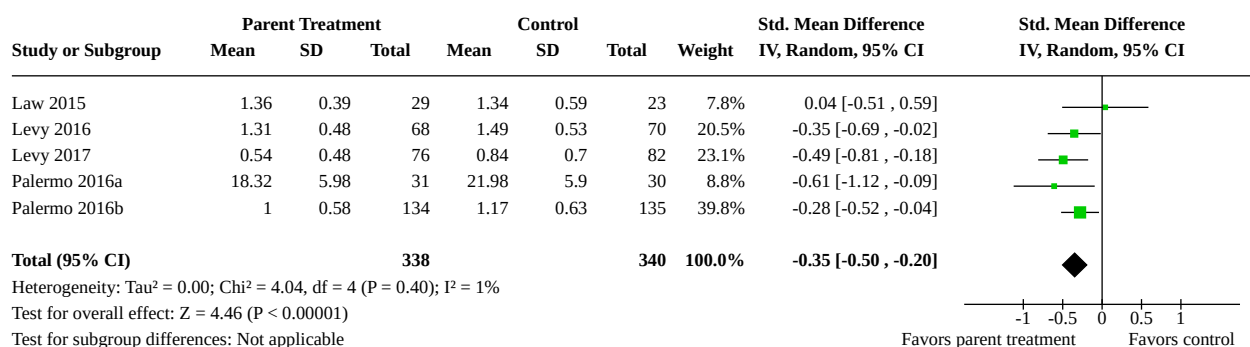 Parent Treatment Control Std. Mean Difference Std. Mean Difference
Study or Subgroup Mean SD Total Mean SD Total Weight IV, Random, 95% CI IV, Random, 95% CI
Law 2015 1.36 0.39 29 1.34 0.59 23 7.8% 0.04 [-0.51 , 0.59]
Levy 2016 1.31 0.48 68 1.49 0.53 70 20.5% -0.35 [-0.69 , -0.02]
Levy 2017 0.54 0.48 76 0.84 0.7 82 23.1% -0.49 [-0.81 , -0.18]
Palermo 2016a 18.32 5.98 31 21.98 5.9 30 8.8% -0.61 [-1.12 , -0.09]
Palermo 2016b 1 0.58 134 1.17 0.63 135 39.8% -0.28 [-0.52 , -0.04]
Total (95% CI) 338 340 100.0% -0.35 [-0.50 , -0.20]
Heterogeneity: Tau² = 0.00; Chi² = 4.04, df = 4 (P = 0.40); I² = 1%
Test for overall effect: Z = 4.46 (P < 0.00001) -1 -0.5 0 0.5 1
Test for subgroup differences: Not applicable Favors parent treatment Favors control